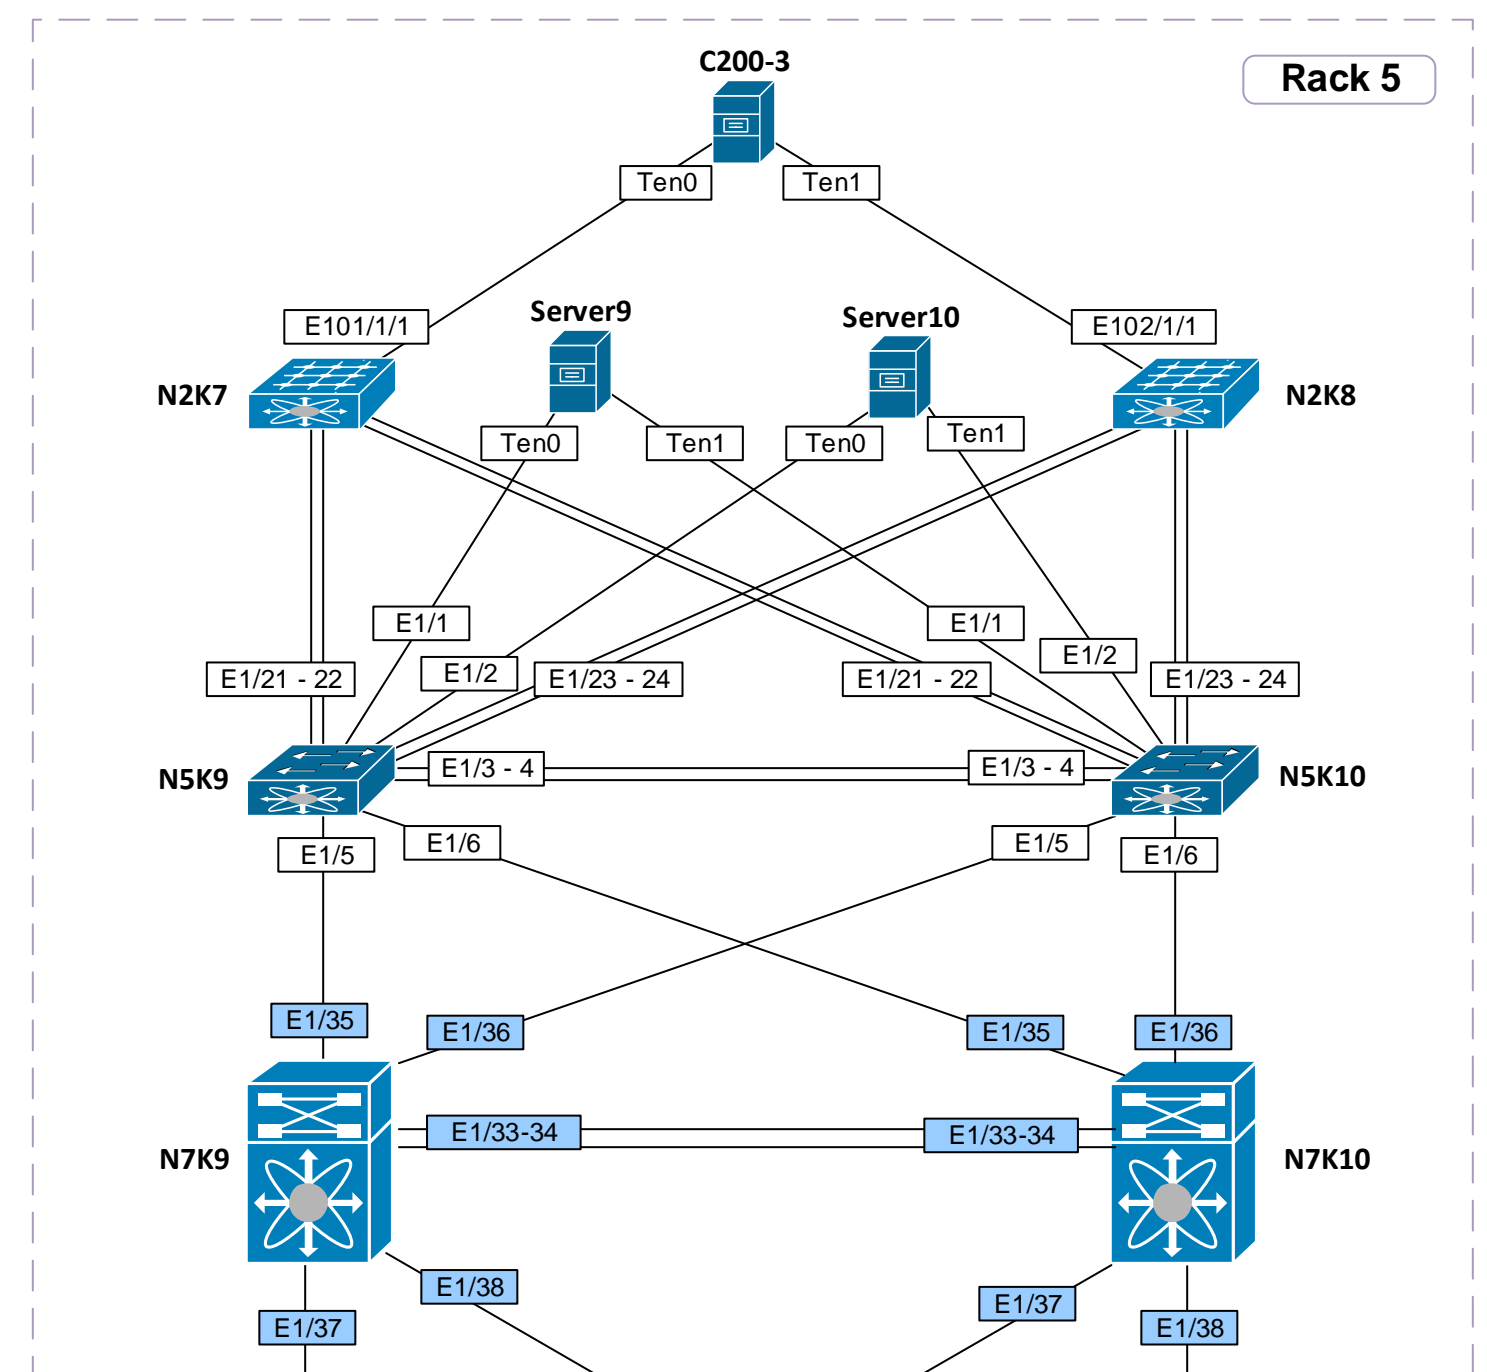 C200-3
Rack 5
Ten0
Ten1
E101/1/1
Server9
Server10
E102/1/1
N2K7
N2K8
Ten0
Ten1
Ten0
Ten1
E1/1
E1/1
E1/2
E1/2
E1/21 - 22
E1/23 - 24
E1/21 - 22
E1/23 - 24
N5K9
E1/3 - 4
E1/3 - 4
N5K10
E1/5
E1/6
E1/5
E1/6
E1/35
E1/36
E1/35
E1/36
E1/33-34
E1/33-34
N7K9
N7K10
E1/38
E1/37
E1/37
E1/38